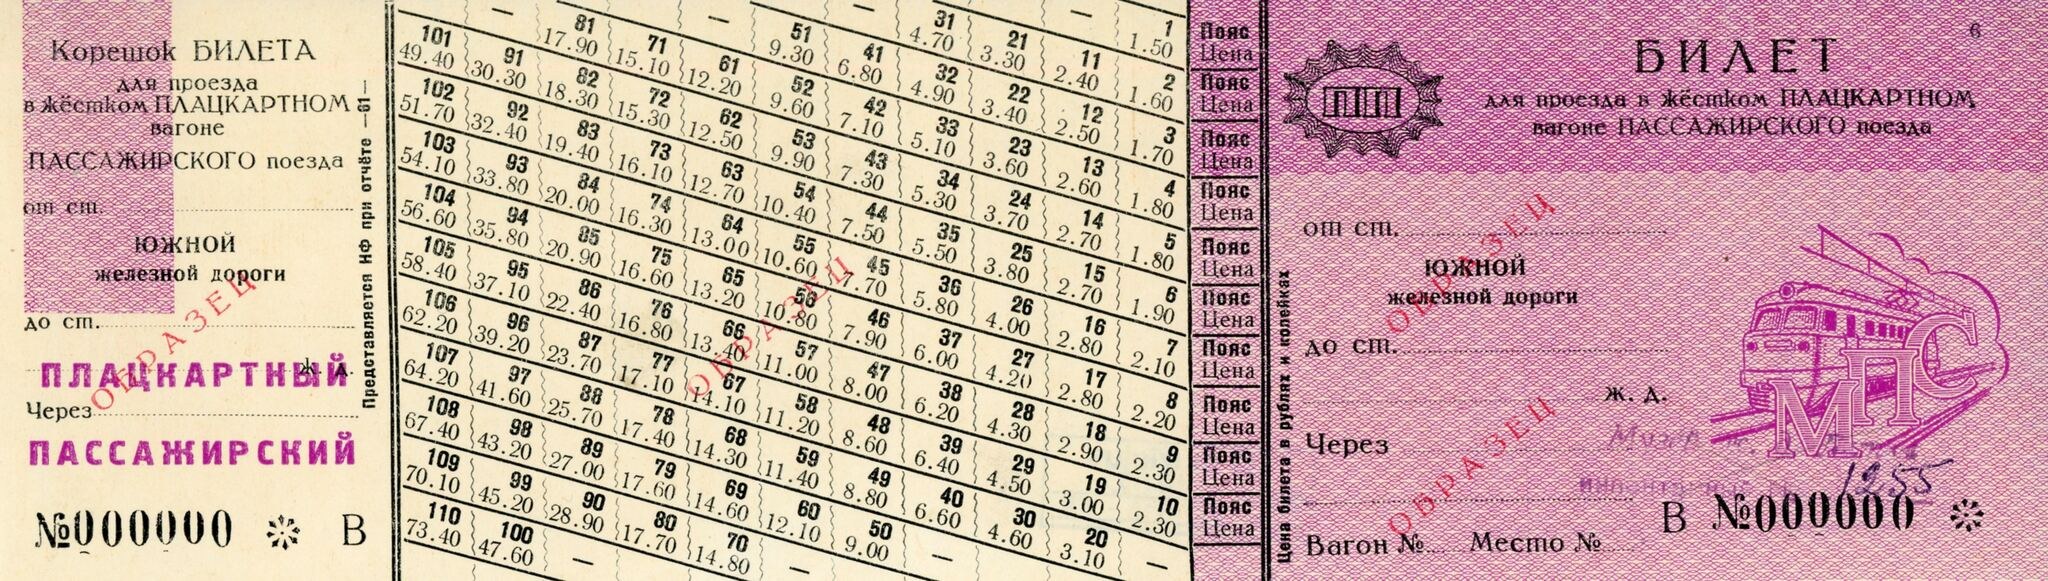 Корешок БИЛЕТА
для проезда
в жёстком ПЛАЦКАРТНОМ
вагоне
ПАССАЖИРСКОГО поезда
от ст.
ЮЖНОЙ
железной дороги
до ст.
ж. д.
ПЛАЦКАРТНЫЙ
Через
ПАССАЖИРСКИЙ
№000000 В
ОБРАЗЕЦ
Представляется НФ при отчёте —61—
— 81 — 51 — 31 — — 1
17.90 9.30 4.70 1.50
101 91 71 61 41 21 11
49.40 30.30 15.10 12.20 6.80 3.30 2.40
82 52 32 2
18.30 9.60 4.90 1.60
102 92 72 62 42 22 12
51.70 32.40 15.30 12.50 7.10 3.40 2.50
83 53 33 3
19.40 9.90 5.10 1.70
103 93 73 63 43 23 13
54.10 33.80 16.10 12.70 7.30 3.60 2.60
84 54 34 4
20.00 10.40 5.30 1.80
104 94 74 64 44 24 14
56.60 35.80 16.30 13.00 7.50 3.70 2.70
85 55 35 5
20.90 10.60 5.50 1.80
105 95 75 65 45 25 15
58.40 37.10 16.60 13.20 7.70 3.80 2.70
86 56 36 6
22.40 10.80 5.80 1.90
106 96 76 66 46 26 16
62.20 39.20 16.80 13.40 7.90 4.00 2.80
87 57 37 7
23.70 11.00 6.00 2.10
107 97 77 67 47 27 17
64.20 41.60 17.10 14.10 8.00 4.20 2.80
88 58 38 8
25.70 11.20 6.20 2.20
108 98 78 68 48 28 18
67.40 43.20 17.40 14.30 8.60 4.30 2.90
89 59 39 9
27.00 11.40 6.40 2.30
109 99 79 69 49 29 19
70.10 45.20 17.60 14.60 8.80 4.50 3.00
90 60 40 10
28.90 12.10 6.60 2.30
110 100 80 70 50 30 20
73.40 47.60 17.70 14.80 9.00 4.60 3.10
— — — —
ОБРАЗЕЦ
Пояс
Цена
Пояс
Цена
Пояс
Цена
Пояс
Цена
Пояс
Цена
Пояс
Цена
Пояс
Цена
Пояс
Цена
Пояс
Цена
Пояс
Цена
Цена билета в рублях и копейках
6
ПП
БИЛЕТ
для проезда в жёстком ПЛАЦКАРТНОМ
вагоне ПАССАЖИРСКОГО поезда
от ст.
ЮЖНОЙ
железной дороги
до ст.
ж. д.
Через
МПС
1255
В №000000
Вагон № Место №
ОБРАЗЕЦ
ОБРАЗЕЦ